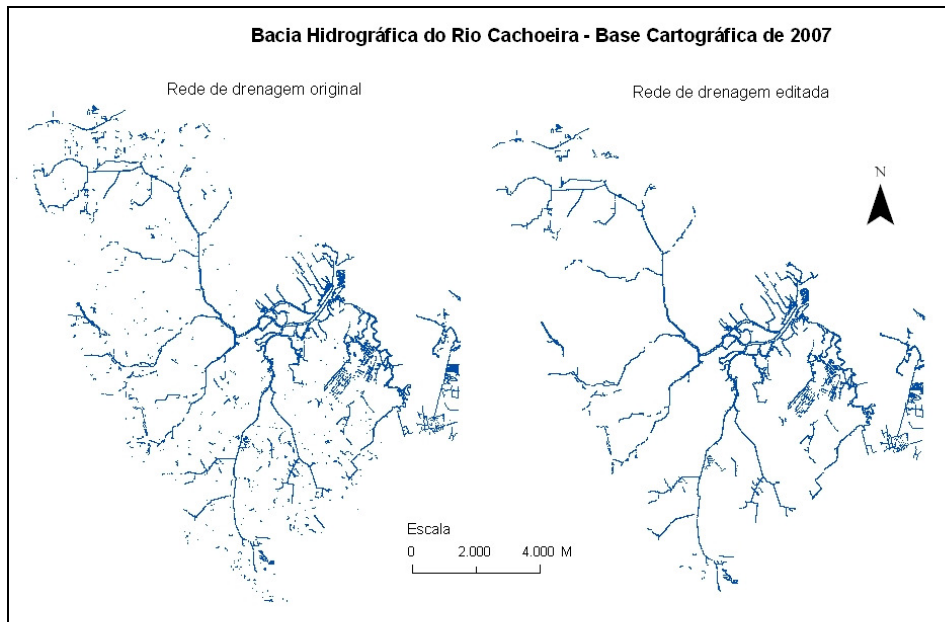 Bacia Hidrográfica do Rio Cachoeira - Base Cartográfica de 2007
Rede de drenagem original
Rede de drenagem editada
N
Escala
0 2.000 4.000 M